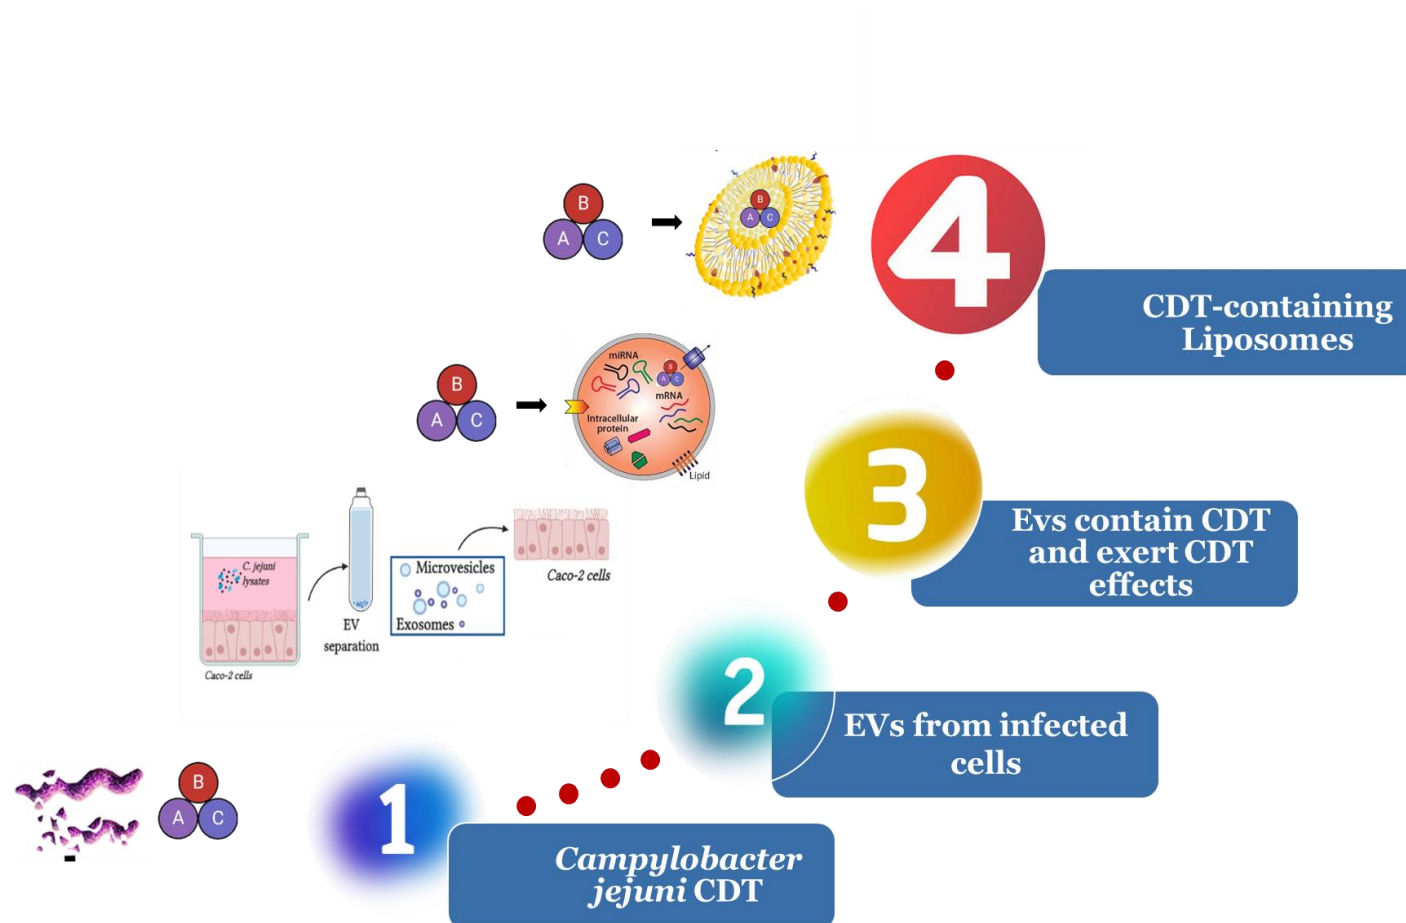 B
A C
B
A C
4
CDT-containing
Liposomes
miRNA
B
A C
mRNA
Intracellular
protein
Lipid
B
A C
3
Evs contain CDT
and exert CDT
effects
C. jejuni
lysates
Caco-2 cells
EV
separation
Microvesicles
Exosomes
Caco-2 cells
2
EVs from infected
cells
B
A C
1
Campylobacter
jejuni CDT